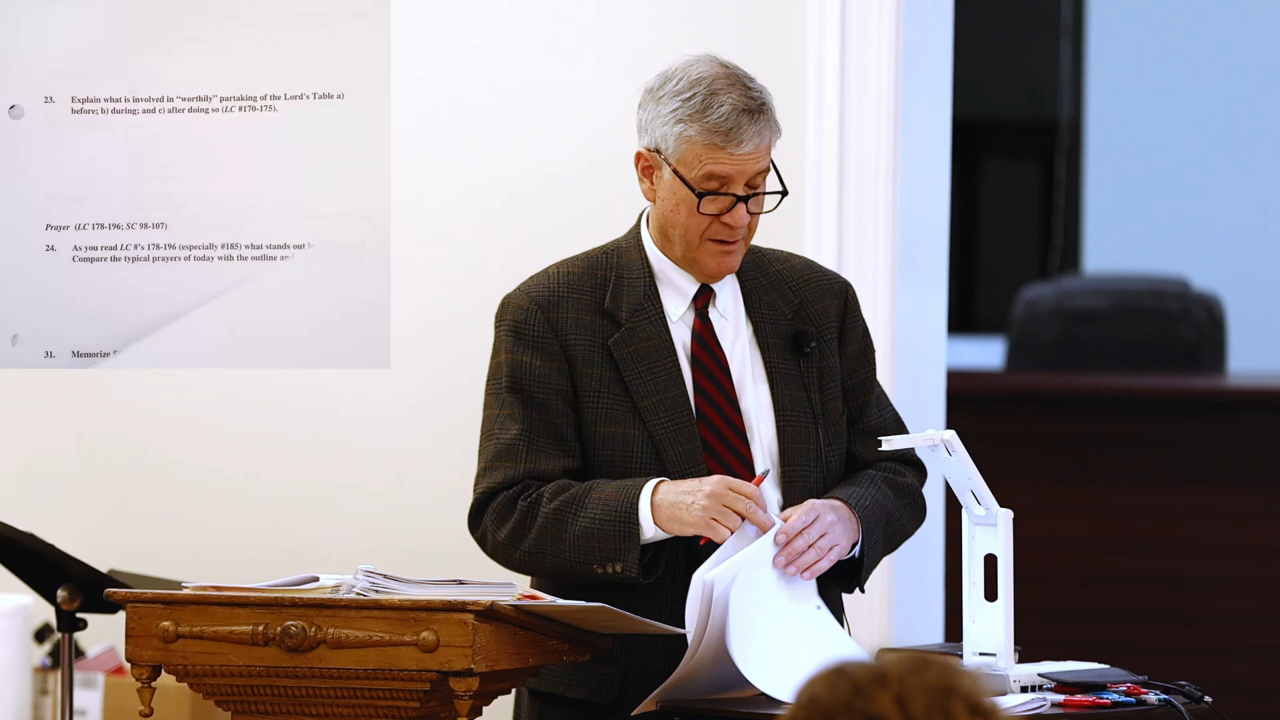 23. Explain what is involved in “worthily” partaking of the Lord’s Table a)
before; b) during; and c) after doing so (LC #170-175).
Prayer (LC 178-196; SC 98-107)
24. As you read LC #’s 178-196 (especially #185) what stands out
Compare the typical prayers of today with the outline and
31. Memorize